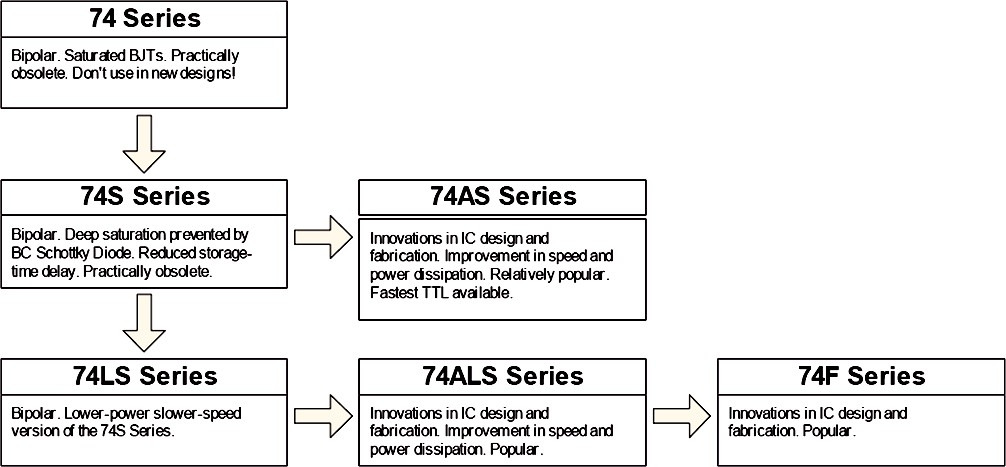 74 Series
Bipolar. Saturated BJTs. Practically
obsolete. Don't use in new designs!
74S Series
Bipolar. Deep saturation prevented by
BC Schottky Diode. Reduced storage-
time delay. Practically obsolete.
74AS Series
Innovations in IC design and
fabrication. Improvement in speed and
power dissipation. Relatively popular.
Fastest TTL available.
74LS Series
Bipolar. Lower-power slower-speed
version of the 74S Series.
74ALS Series
Innovations in IC design and
fabrication. Improvement in speed and
power dissipation. Popular.
74F Series
Innovations in IC design and
fabrication. Popular.